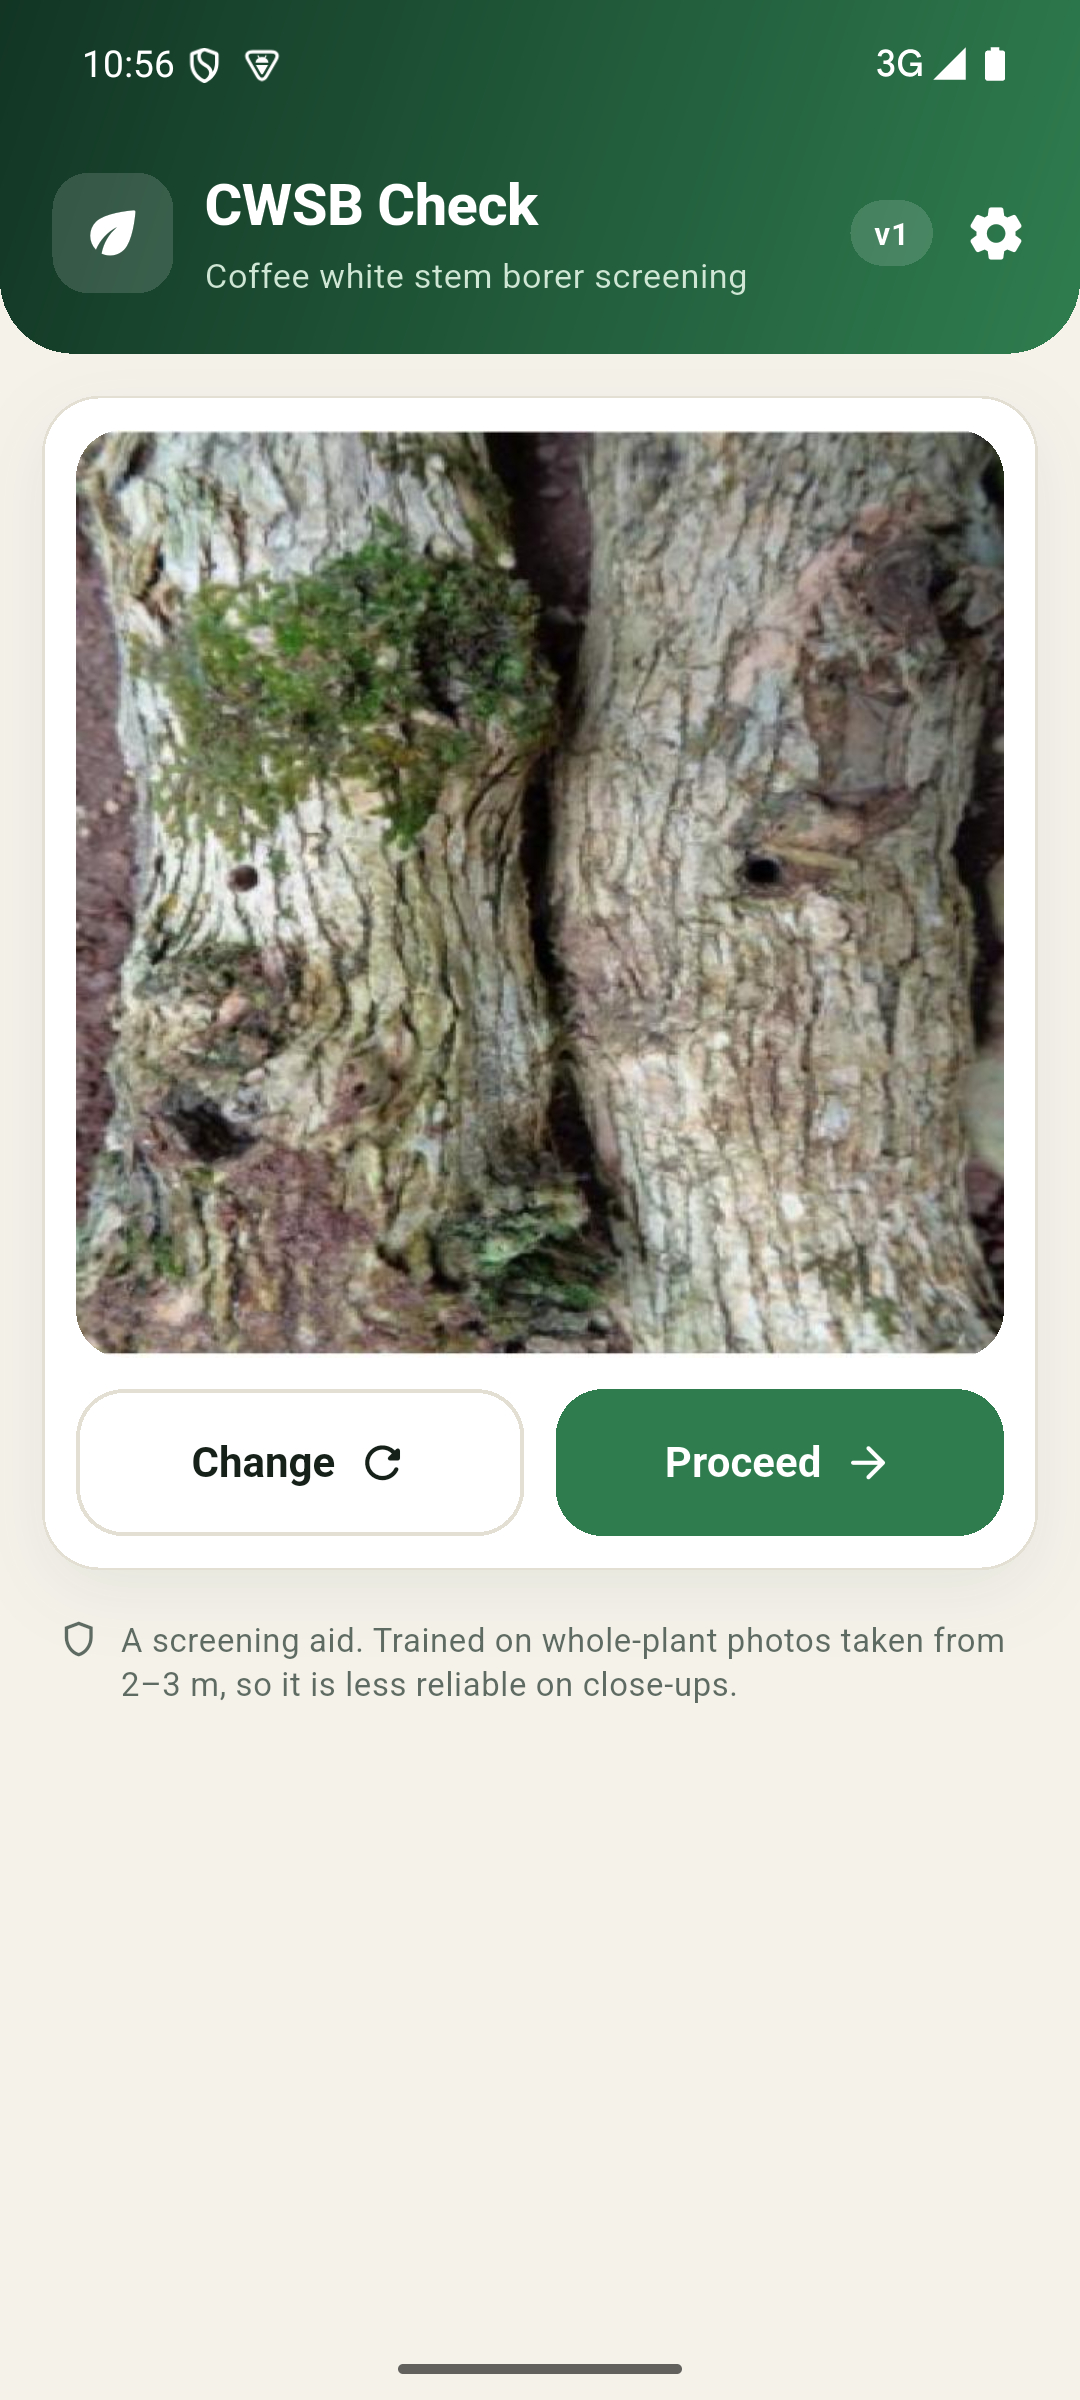 10:56
3G
CWSB Check
Coffee white stem borer screening
v1
Change
Proceed
A screening aid. Trained on whole-plant photos taken from
2–3 m, so it is less reliable on close-ups.